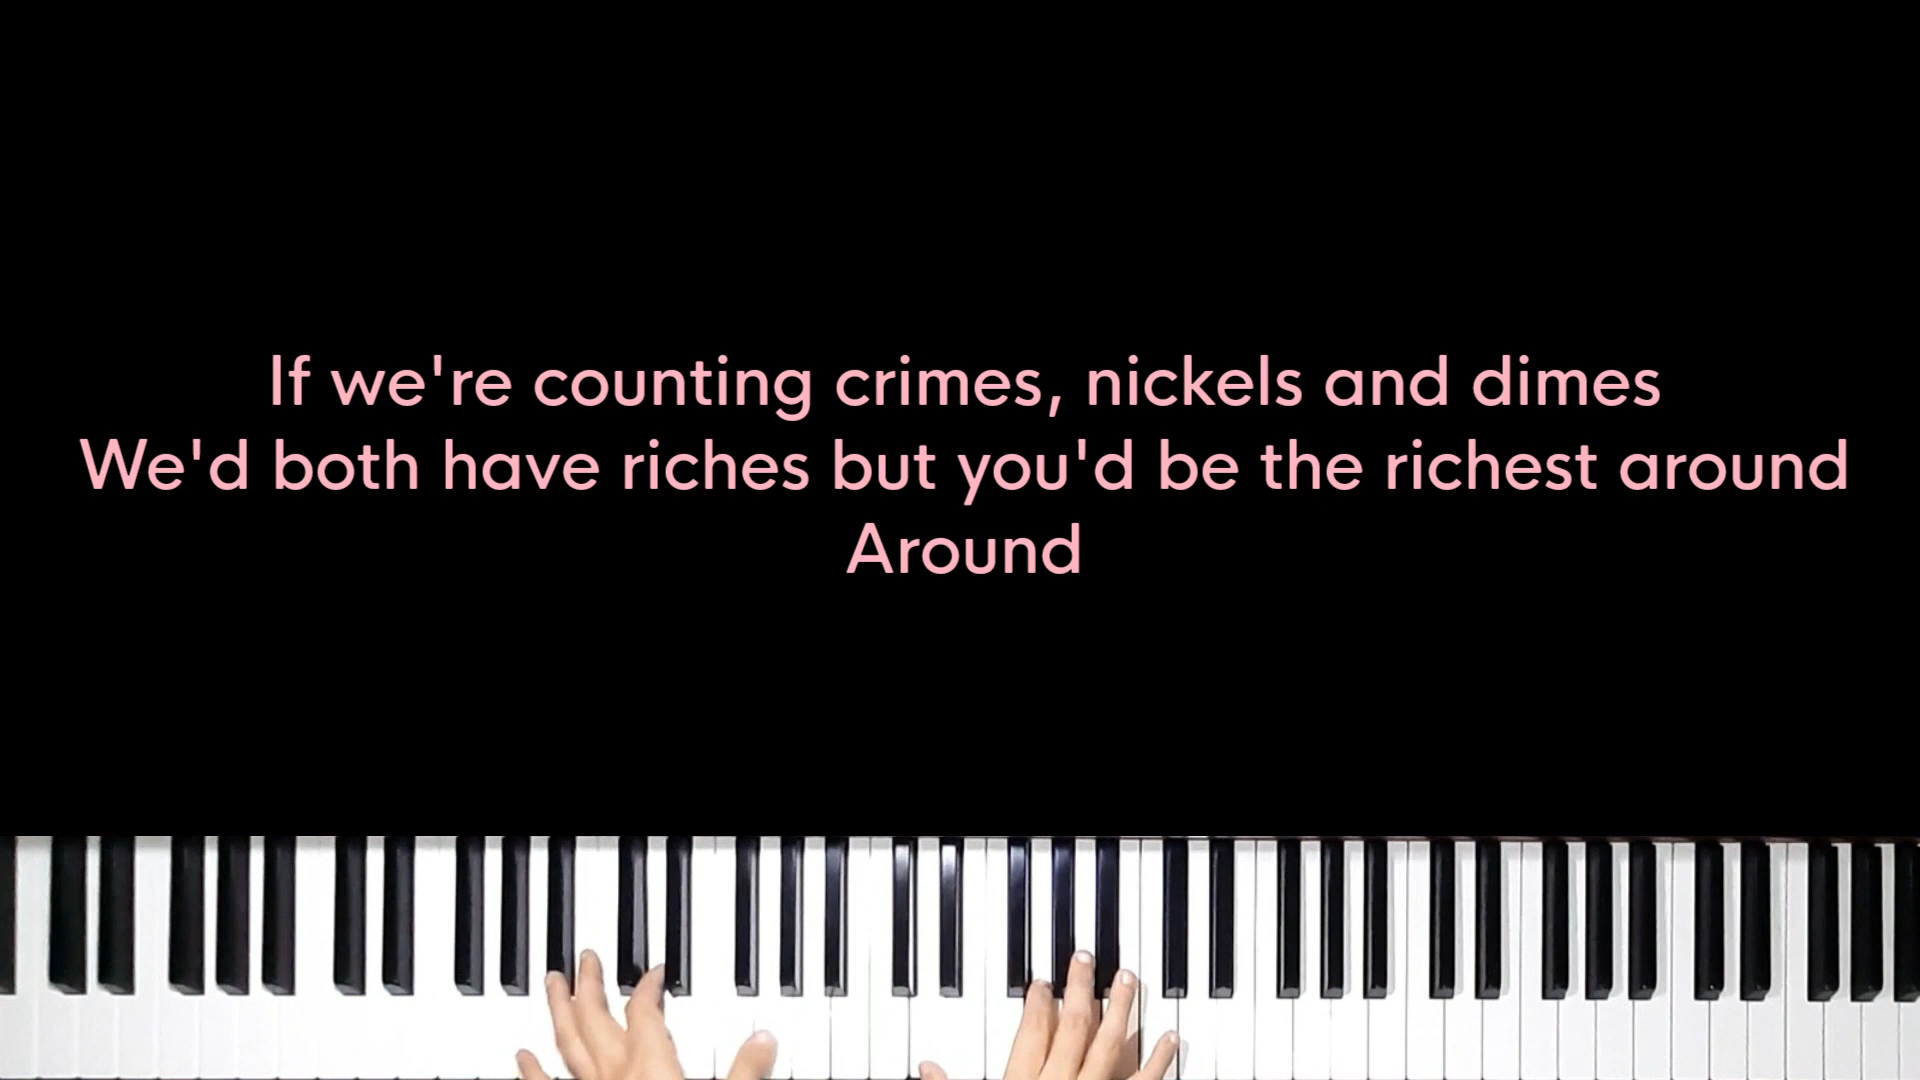 If we're counting crimes, nickels and dimes
We'd both have riches but you'd be the richest around
Around